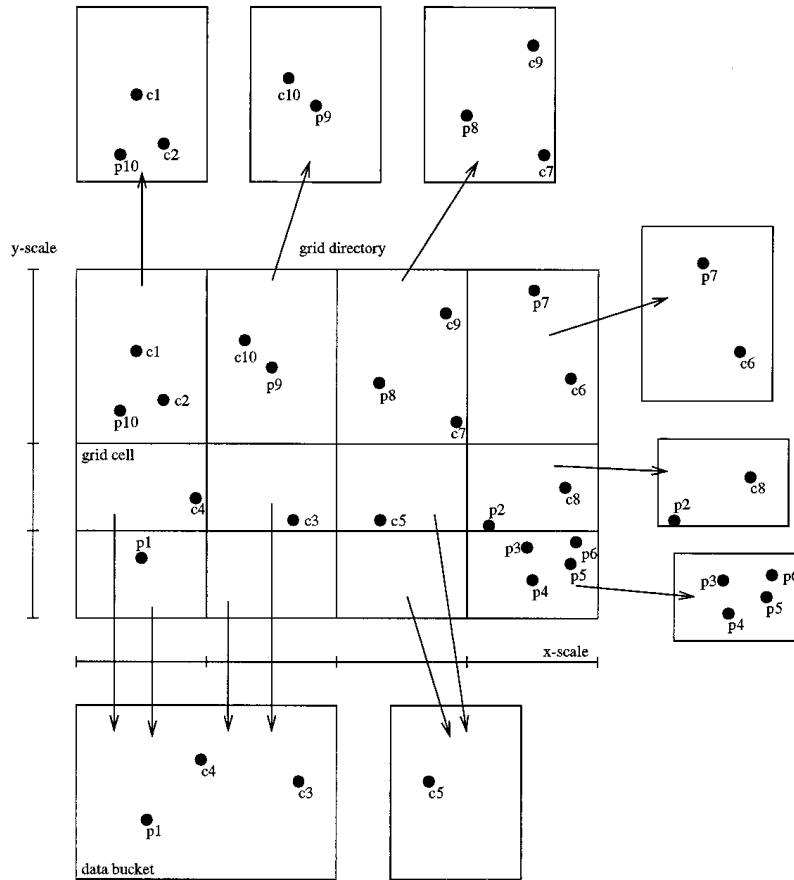 c9
c1
c10
p9
p8
c2
p10
c7
y-scale
grid directory
p7
p7
c9
c1
c10
p9
c6
c6
p8
c2
p10
c7
grid cell
c8
c8
c4
p2
p2
c3
c5
p1
p3
p6
p5
p4
p3
p6
p5
p4
x-scale
c4
c3
c5
p1
data bucket